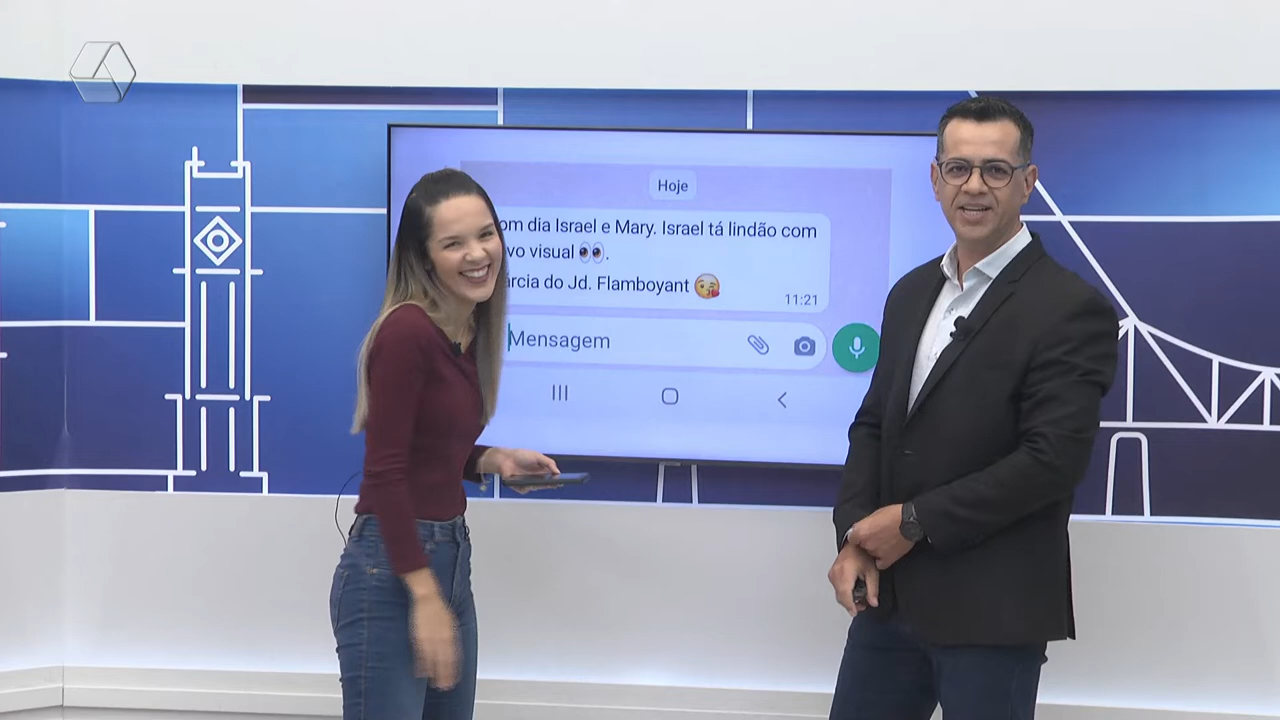 Hoje
om dia Israel e Mary. Israel tá lindão com
vo visual 👀.
árcia do Jd. Flamboyant 😘
11:21
Mensagem